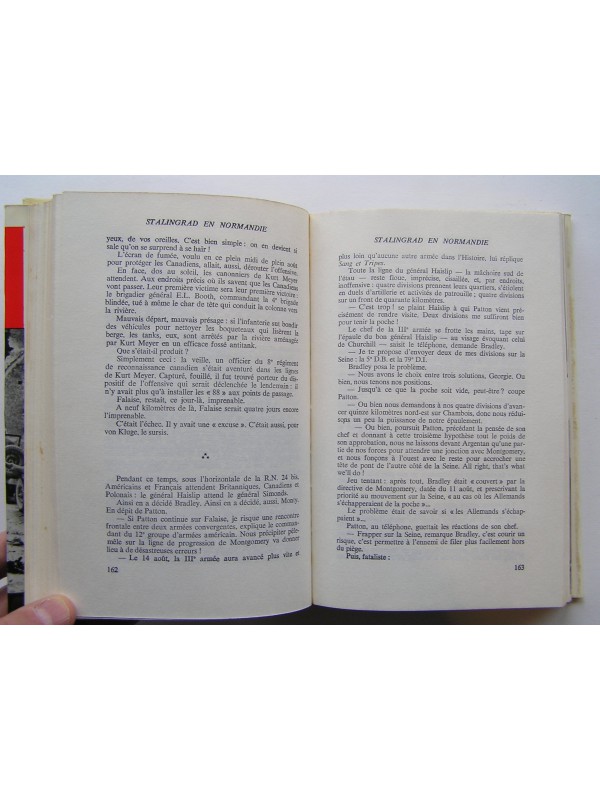 STALINGRAD EN NORMANDIE
yeux, de vos oreilles. C'est bien simple : on en devient si
sale qu'on se surprend à se haïr !
L'écran de fumée, voulu en ce plein midi de plein août
pour protéger les Canadiens, allait, aussi, dérouter l'offensive.
En face, dos au soleil, les canonniers de Kurt Meyer
attendent. Aux endroits précis où ils savent que les Canadiens
vont passer. Leur première victime sera leur première victoire :
le brigadier général E.L. Booth, commandant la 4e brigade
blindée, tué à même le char de tête qui conduit la colonne vers
la rivière.
Mauvais départ, mauvais présage : si l'infanterie sut bondir
des véhicules pour nettoyer les boqueteaux qui lisèrent la
berge, les tanks, eux, sont arrêtés par la rivière aménagée
par Kurt Meyer en un efficace fossé antitank.
Que s'était-il produit ?
Simplement ceci : la veille, un officier du 8e régiment
de reconnaissance canadien s'était aventuré dans les lignes
de Kurt Meyer. Capturé, fouillé, il fut trouvé porteur du dis-
positif de l'offensive qui serait déclenchée le lendemain : il
n'y avait plus qu'à installer les « 88 » aux points de passage.
Falaise, restait, ce jour-là, imprenable.
A neuf kilomètres de là, Falaise sera quatre jours encore
l'imprenable.
C'était l'échec. Il y avait une « excuse ». C'était aussi, pour
von Kluge, le sursis.
Pendant ce temps, sous l'horizontale de la R.N. 24 bis,
Américains et Français attendent Britanniques, Canadiens et
Polonais : le général Haislip attend le général Simonds.
Ainsi en a décidé Bradley. Ainsi en a décidé, aussi, Monty.
En dépit de Patton.
— Si Patton continue sur Falaise, je risque une rencontre
frontale entre deux armées convergentes, explique le comman-
dant du 12e groupe d'armées américain. Nous précipiter pêle-
mêle sur la ligne de progression de Montgomery va donner
lieu à de désastreuses erreurs !
— Le 14 août, la IIIe armée aura avancé plus vite et
162
STALINGRAD EN NORMANDIE
plus loin qu'aucune autre armée dans l'Histoire, lui réplique
Sang et Tripes.
Toute la ligne du général Haislip — la mâchoire sud de
l'étau — reste floue, imprécise, cisaillée, et, par endroits,
inoffensive : quatre divisions prennent leurs quartiers, s'étiolent
en duels d'artillerie et activités de patrouille ; quatre divisions
sur un front de quarante kilomètres.
— J'étais chez Haislip à qui Patton vient précisément
de rendre visite. Deux divisions me suffiront bien
pour tenir la poche !
Le chef de la IIIe armée se frotte les mains, tape sur
l'épaule du bon général Haislip — au visage évoquant celui
de Churchill — saisit le téléphone, demande Bradley.
— Je te propose d'envoyer deux de mes divisions sur la
Seine : la 5e D.B. et la 79e D.I.
Bradley posa le problème.
— Nous avons le choix entre trois solutions, Georgie. Ou
bien, nous tenons nos positions.
— Jusqu'à ce que la poche soit vide, peut-être ? coupe
Patton.
— Ou bien nous demandons à nos quatre divisions d'avan-
cer quinze kilomètres nord-est sur Chambois, donc nous rédui-
sons un peu la puissance de notre épaulement.
— Ou bien, poursuit Patton, précédant la pensée de son
chef et donnant à cette troisième hypothèse tout le poids de
son approbation, nous ne laissons devant Argentan qu'une par-
tie de nos forces pour attendre une jonction avec Montgomery,
et nous fonçons à l'ouest avec le reste pour accrocher une
tête de pont de l'autre côté de la Seine. All right, that's what
we'll do !
Jeu tentant : après tout, Bradley était « couvert » par la
directive de Montgomery, datée du 11 août, et prescrivant la
priorité au mouvement sur la Seine, « au cas où les Allemands
s'échapperaient de la poche »...
Le problème était de savoir si « les Allemands s'échap-
paient »...
Patton, au téléphone, guettait les réactions de son chef.
— Frapper sur la Seine, remarque Bradley, c'est courir un
risque, c'est permettre à l'ennemi de filer plus facilement hors
du piège.
Puis, fataliste :
163